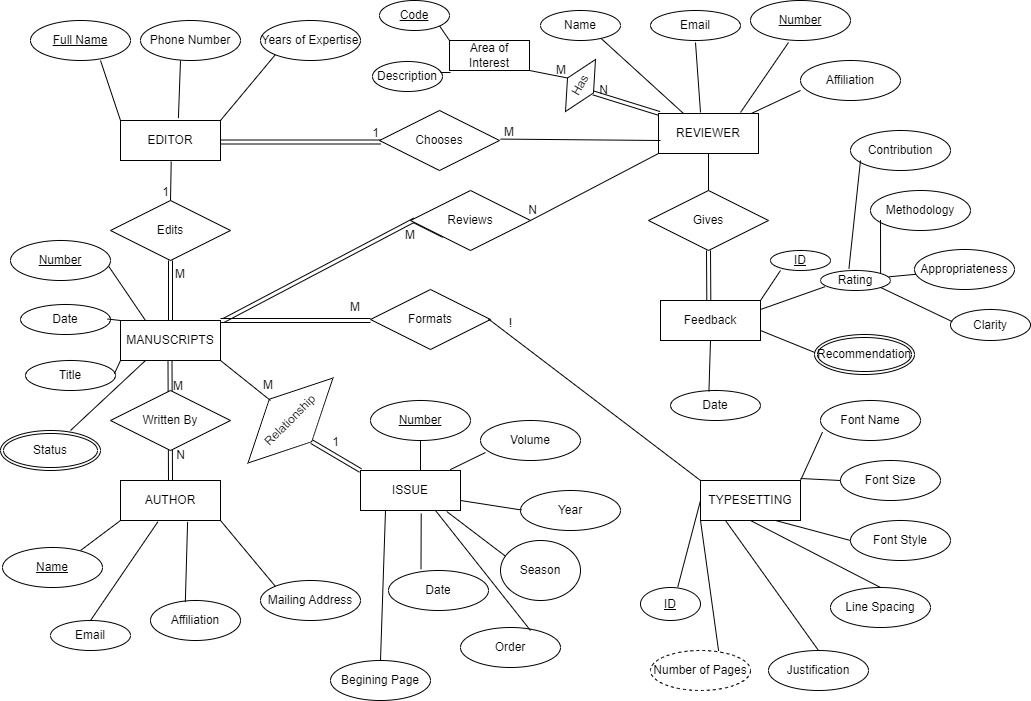 Code
Full Name
Phone Number
Years of Expertise
Area of
Interest
Name
Email
Number
Description
M
Has
N
Affiliation
EDITOR
1
Chooses
M
REVIEWER
Contribution
1
Edits
M
Reviews
N
M
Gives
Methodology
Number
ID
Rating
Appropriateness
Date
MANUSCRIPTS
M
Formats
!
Feedback
Clarity
Recommendation
Title
M
Written By
N
M
Relationship
1
Date
Status
Number
Volume
Font Name
AUTHOR
ISSUE
Year
TYPESETTING
Font Size
Font Style
Name
Email
Affiliation
Mailing Address
Date
Season
Order
Begining Page
ID
Line Spacing
Number of Pages
Justification